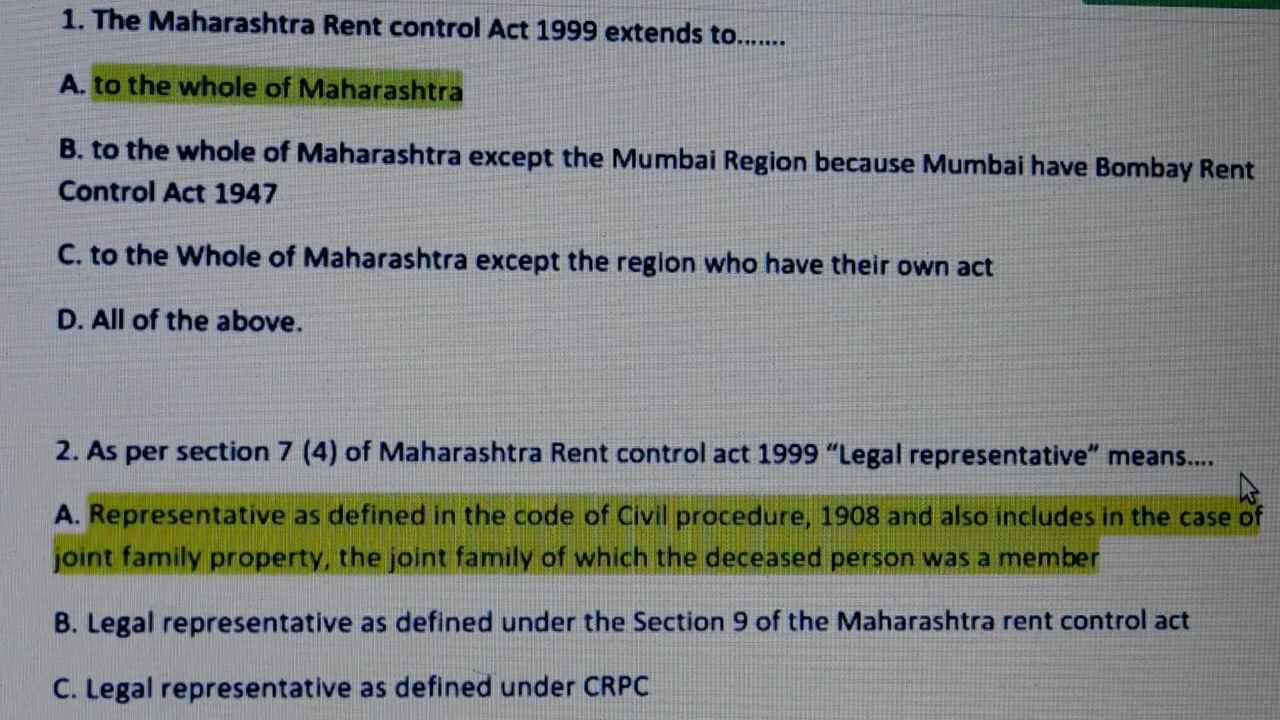 1. The Maharashtra Rent control Act 1999 extends to.......
A. to the whole of Maharashtra
B. to the whole of Maharashtra except the Mumbai Region because Mumbai have Bombay Rent
Control Act 1947
C. to the Whole of Maharashtra except the region who have their own act
D. All of the above.
2. As per section 7 (4) of Maharashtra Rent control act 1999 “Legal representative” means....
A. Representative as defined in the code of Civil procedure, 1908 and also includes in the case of
joint family property, the joint family of which the deceased person was a member
B. Legal representative as defined under the Section 9 of the Maharashtra rent control act
C. Legal representative as defined under CRPC